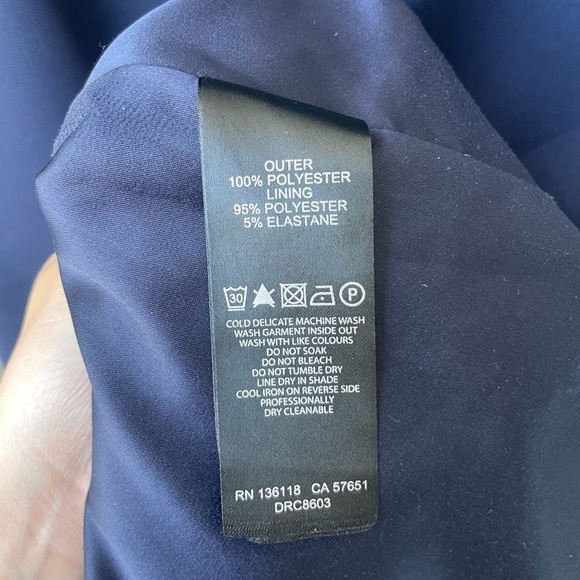 OUTER
100% POLYESTER
LINING
95% POLYESTER
5% ELASTANE
30 P
COLD DELICATE MACHINE WASH
WASH GARMENT INSIDE OUT
WASH WITH LIKE COLOURS
DO NOT SOAK
DO NOT BLEACH
DO NOT TUMBLE DRY
LINE DRY IN SHADE
COOL IRON ON REVERSE SIDE
PROFESSIONALLY
DRY CLEANABLE
RN 136118 CA 57651
DRC8603